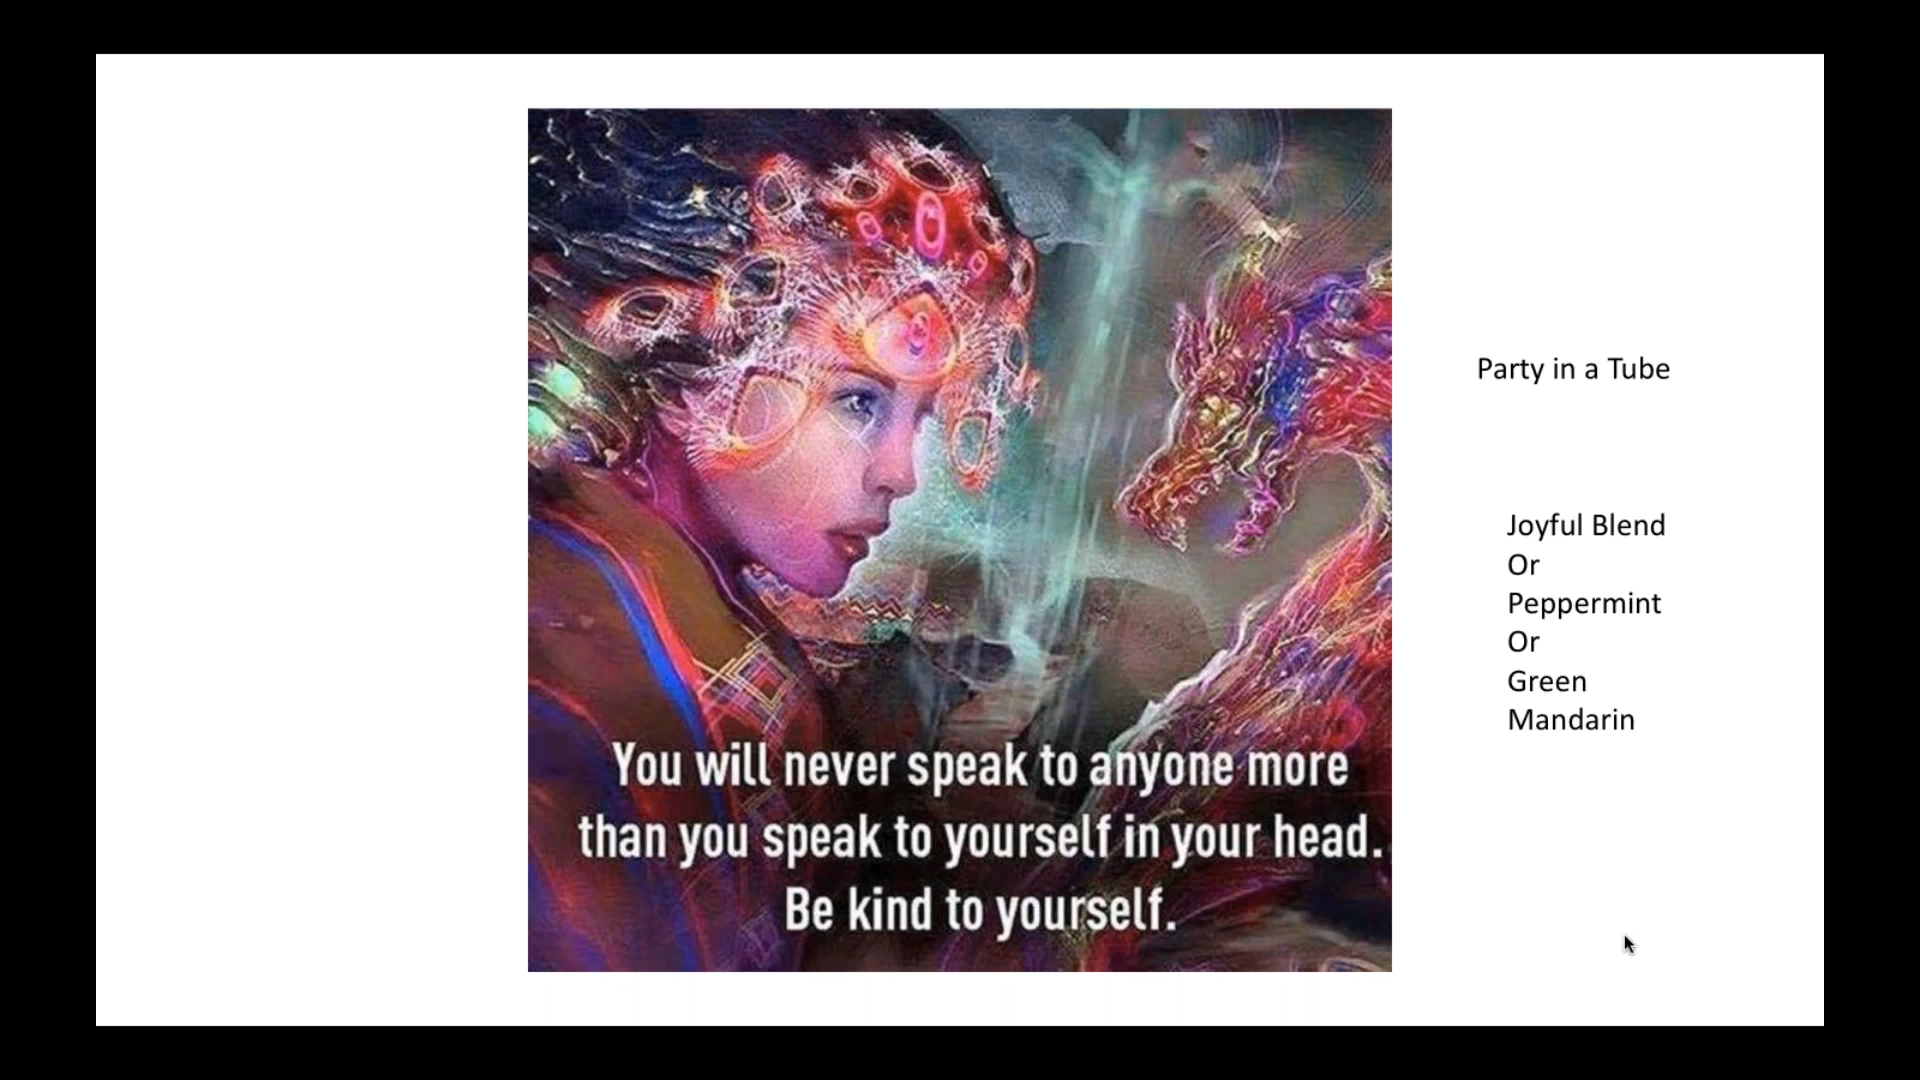 You will never speak to anyone more
than you speak to yourself in your head.
Be kind to yourself.
Party in a Tube
Joyful Blend
Or
Peppermint
Or
Green
Mandarin